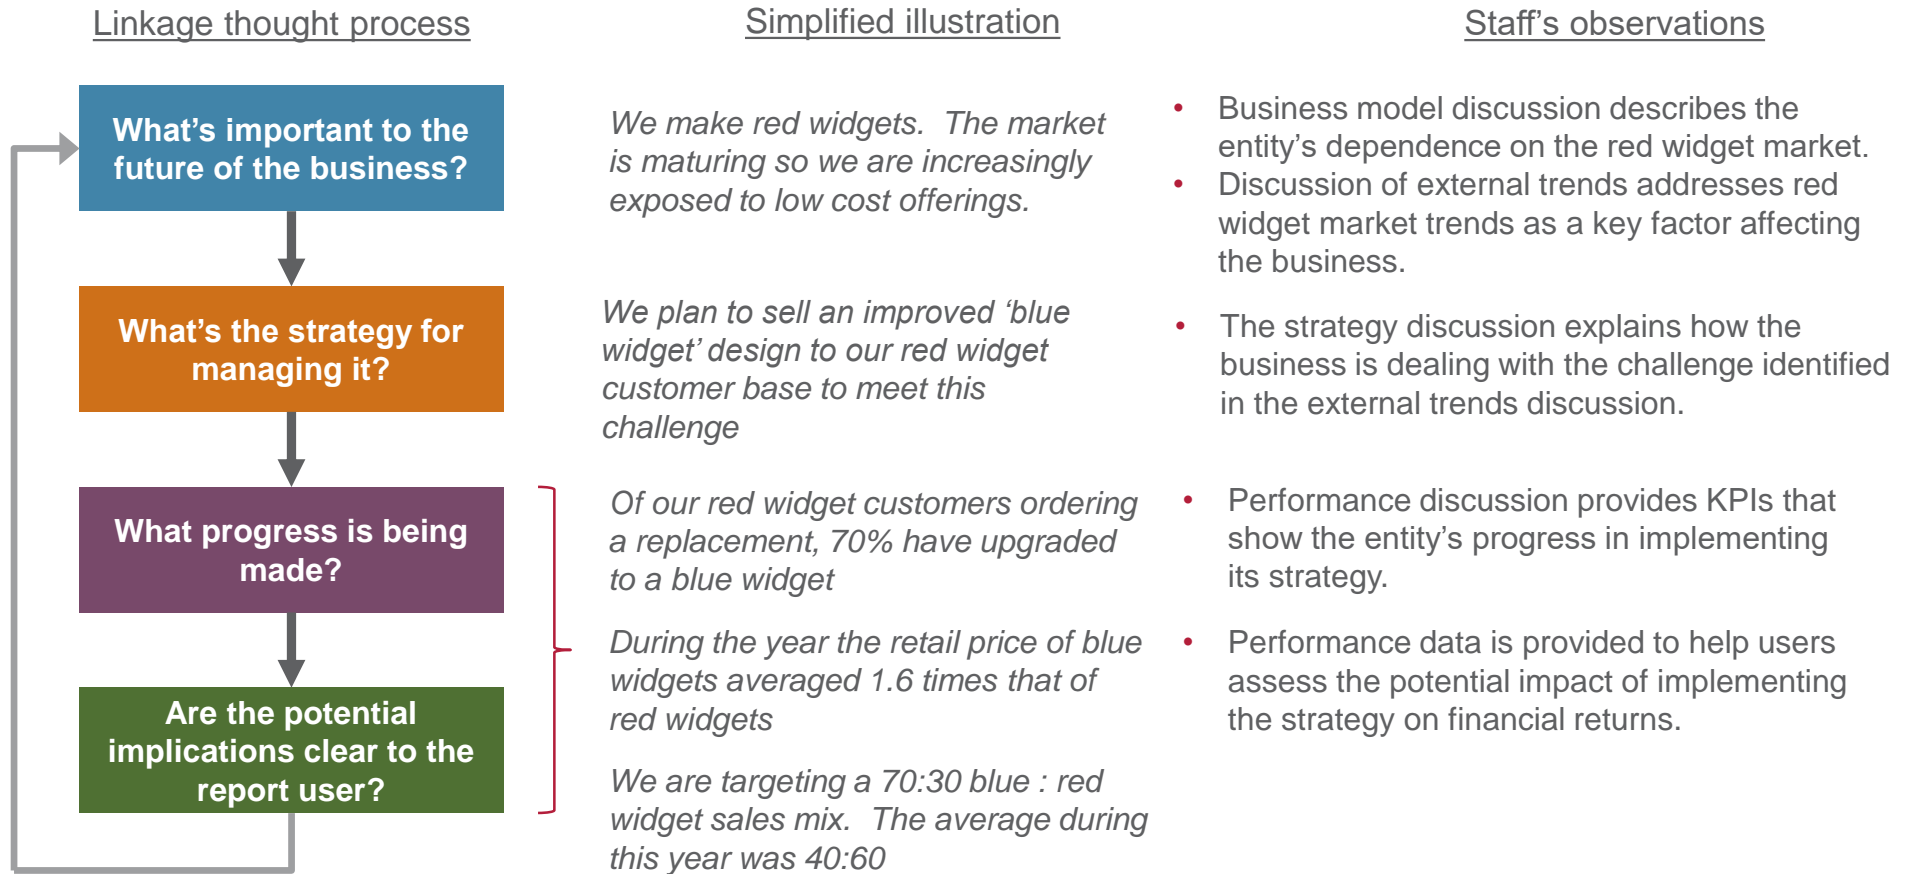 Linkage thought process
Simplified illustration
Staff's observations
What's important to the
future of the business?
We make red widgets.  The market
is maturing so we are increasingly
exposed to low cost offerings.
• Business model discussion describes the
entity's dependence on the red widget market.
• Discussion of external trends addresses red
widget market trends as a key factor affecting
the business.
What's the strategy for
managing it?
We plan to sell an improved ‘blue
widget’ design to our red widget
customer base to meet this
challenge
• The strategy discussion explains how the
business is dealing with the challenge identified
in the external trends discussion.
What progress is being
made?
Of our red widget customers ordering
a replacement, 70% have upgraded
to a blue widget
• Performance discussion provides KPIs that
show the entity's progress in implementing
its strategy.
During the year the retail price of blue
widgets averaged 1.6 times that of
red widgets
• Performance data is provided to help users
assess the potential impact of implementing
the strategy on financial returns.
Are the potential
implications clear to the
report user?
We are targeting a 70:30 blue : red
widget sales mix.  The average during
this year was 40:60